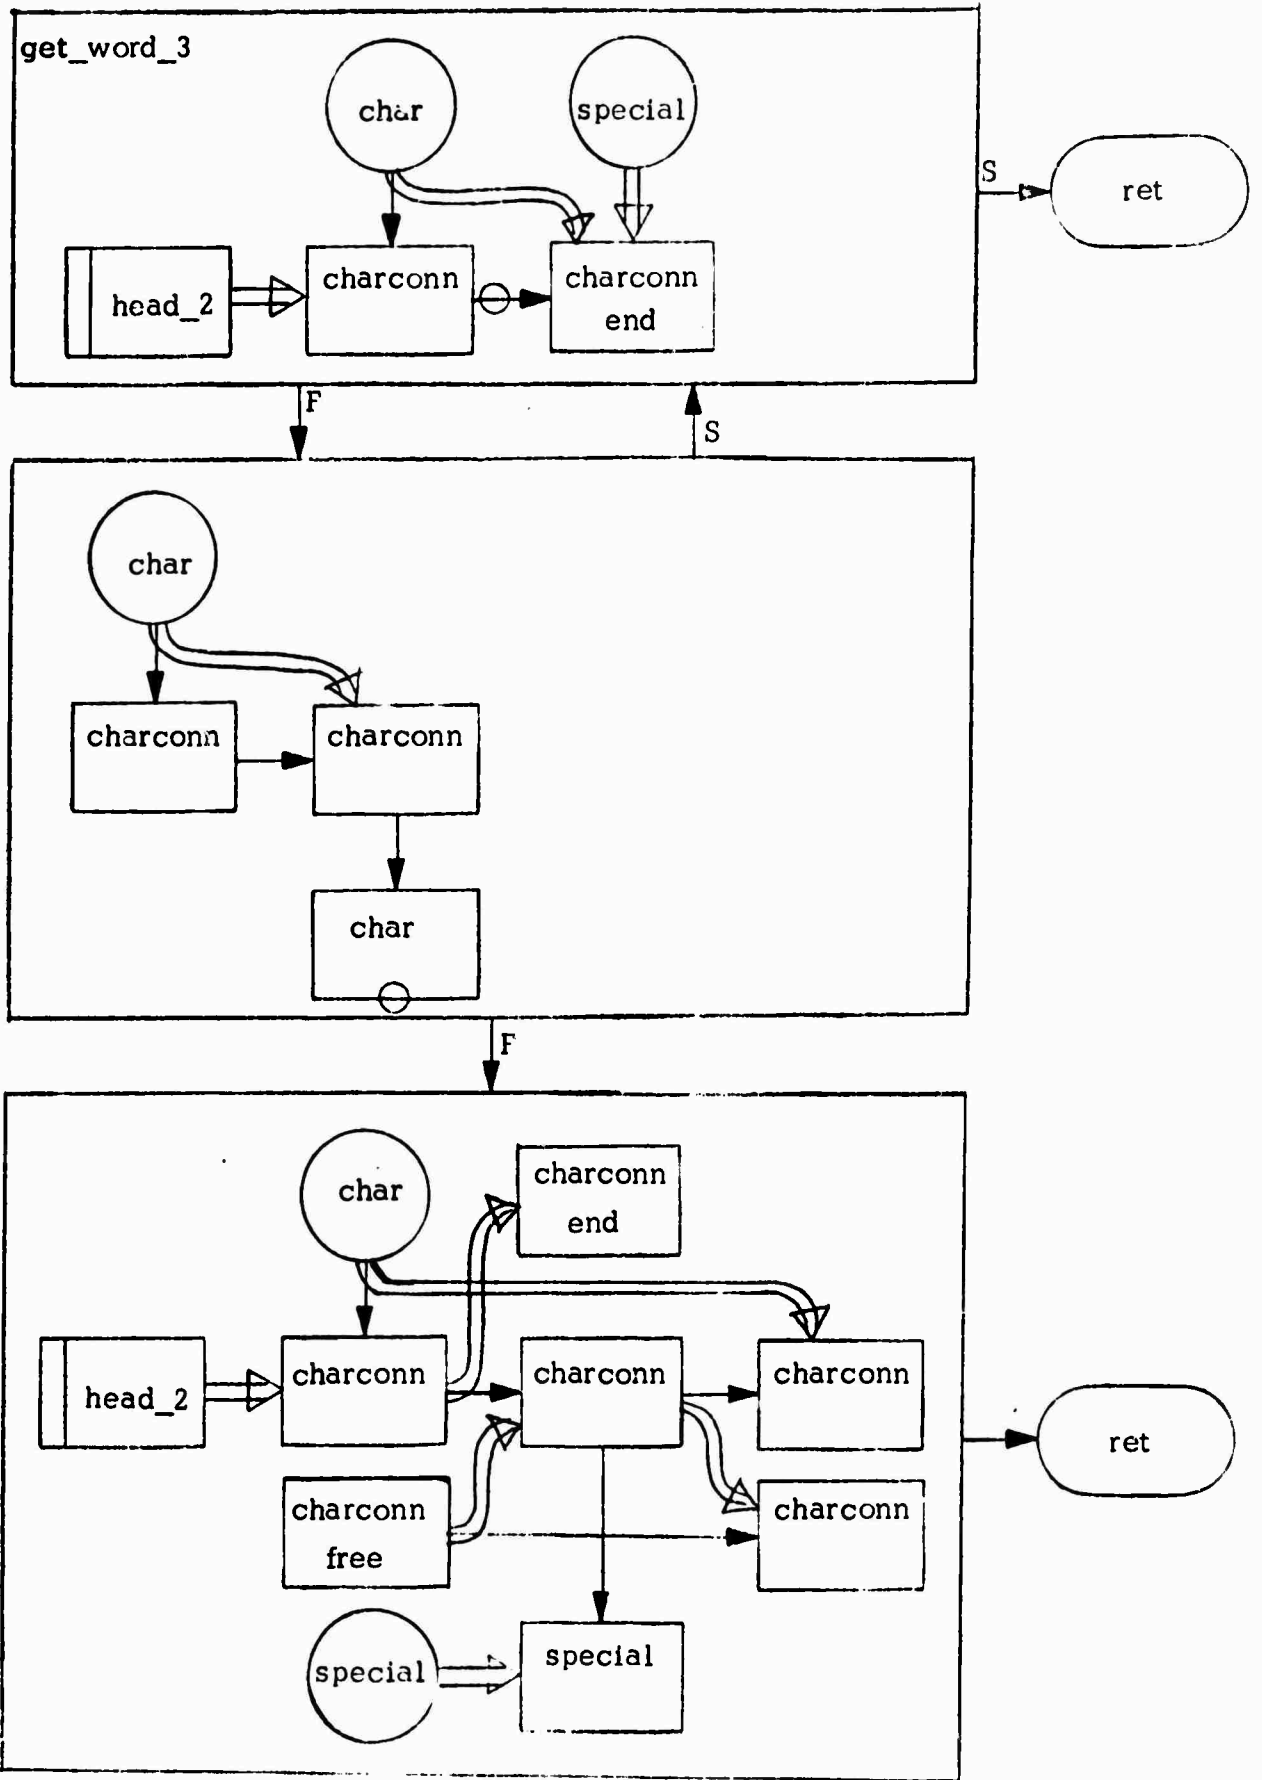 get_word_3
char
special
S
ret
head_2
charconn
charconn
end
F
S
char
charconn
charconn
char
F
char
charconn
end
head_2
charconn
charconn
charconn
ret
charconn
free
charconn
special
special